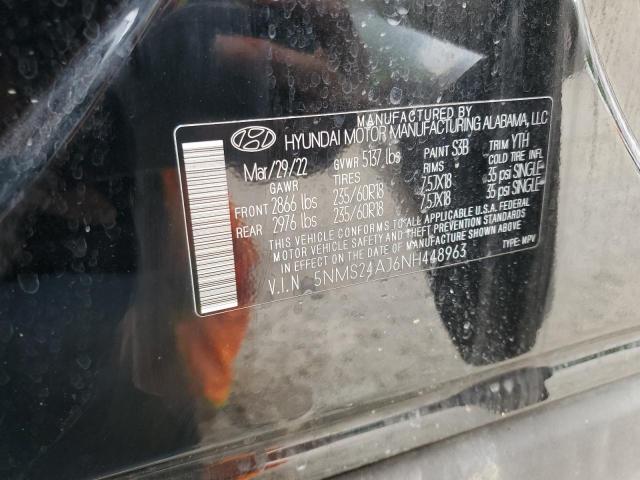 MANUFACTURED BY
HYUNDAI MOTOR MANUFACTURING ALABAMA, LLC
Mar/29/22 GVWR 5137 lbs PAINT S3B TRIM YTH
GAWR TIRES RIMS COLD TIRE INFL
FRONT 2866 lbs 235/60R18 7.5JX18 35 psi SINGLE
REAR 2976 lbs 235/60R18 7.5JX18 35 psi SINGLE
THIS VEHICLE CONFORMS TO ALL APPLICABLE U.S.A. FEDERAL
MOTOR VEHICLE SAFETY AND THEFT PREVENTION STANDARDS
IN EFFECT ON THE DATE OF MANUFACTURE SHOWN ABOVE.
V.I.N. 5NMS24AJ6NH448963 TYPE: MPV